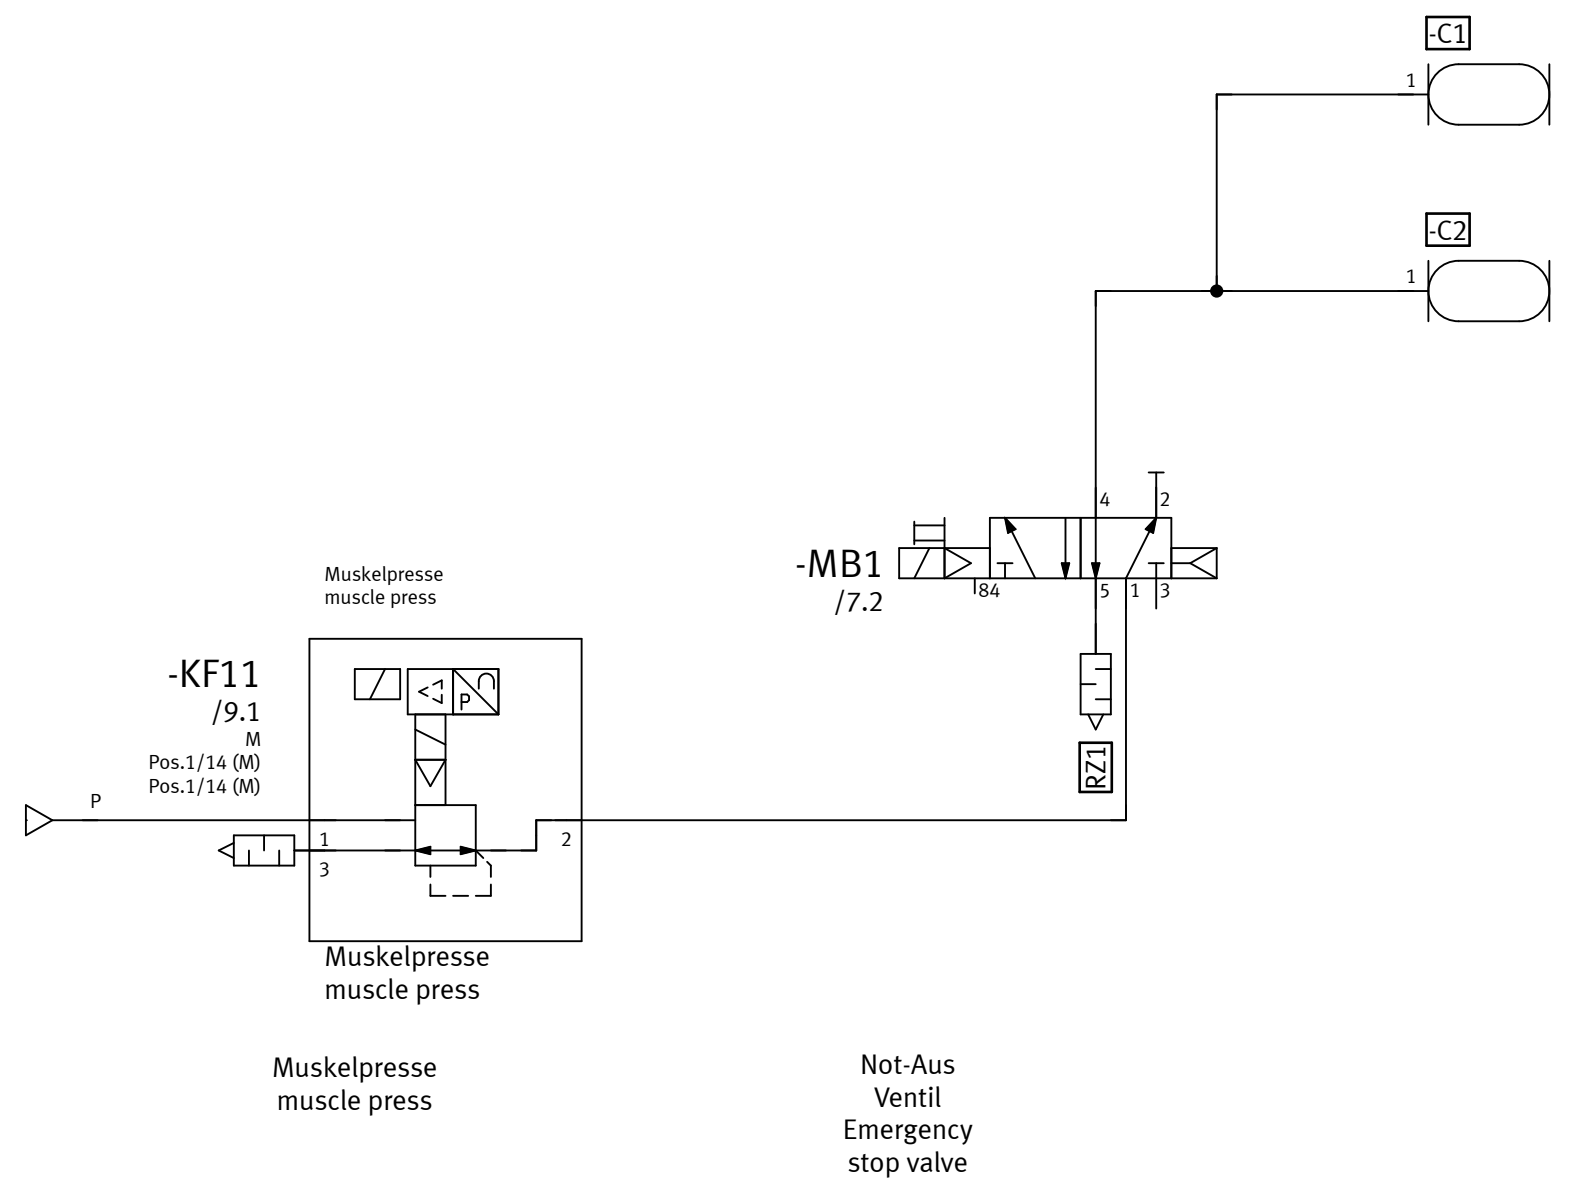 -C1
1
-C2
1
4
2
-MB1
/7.2
84
5
1
3
Muskelpresse
muscle press
-KF11
/9.1
M
Pos.1/14 (M)
Pos.1/14 (M)
P
P
1
2
3
RZ1
Muskelpresse
muscle press
Muskelpresse
muscle press
Not-Aus
Ventil
Emergency
stop valve